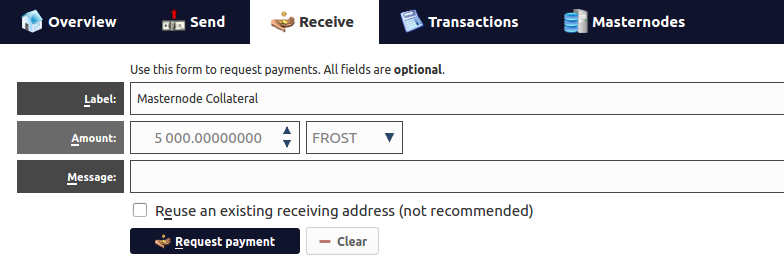 Overview Send Receive Transactions Masternodes
Use this form to request payments. All fields are optional.
Label: Masternode Collateral
Amount: 5 000.00000000 FROST
Message:
Reuse an existing receiving address (not recommended)
Request payment Clear